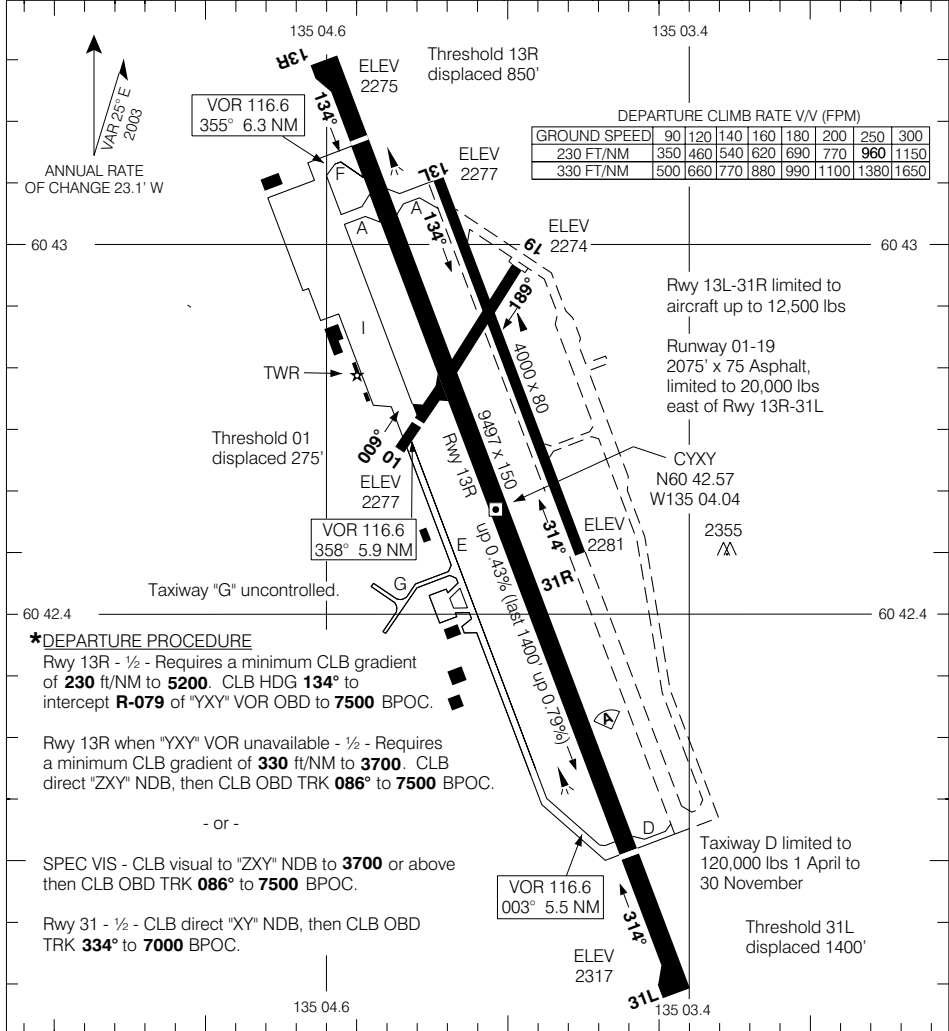 135 04.6
135 03.4
VAR 25° E
2003
ANNUAL RATE
OF CHANGE 23.1' W
13R
ELEV
2275
Threshold 13R
displaced 850'
134°
VOR 116.6
355° 6.3 NM
DEPARTURE CLIMB RATE V/V (FPM)
GROUND SPEED 90 120 140 160 180 200 250 300
230 FT/NM 350 460 540 620 690 770 960 1150
330 FT/NM 500 660 770 880 990 1100 1380 1650
ELEV
2277
13L
F
A
A
134°
60 43
60 43
19
ELEV
2274
189°
Rwy 13L-31R limited to
aircraft up to 12,500 lbs
Runway 01-19
2075' x 75 Asphalt,
limited to 20,000 lbs
east of Rwy 13R-31L
I
TWR
4000 x 80
Threshold 01
displaced 275'
009°
01
ELEV
2277
9497 x 150
Rwy 13R
up 0.43% (last 1400' up 0.79%)
CYXY
N60 42.57
W135 04.04
VOR 116.6
358° 5.9 NM
E
314°
ELEV
2281
31R
2355
Taxiway "G" uncontrolled.
G
60 42.4
60 42.4
*DEPARTURE PROCEDURE
Rwy 13R - ½ - Requires a minimum CLB gradient
of 230 ft/NM to 5200. CLB HDG 134° to
intercept R-079 of "YXY" VOR OBD to 7500 BPOC.
Rwy 13R when "YXY" VOR unavailable - ½ - Requires
a minimum CLB gradient of 330 ft/NM to 3700. CLB
direct "ZXY" NDB, then CLB OBD TRK 086° to 7500 BPOC.
- or -
SPEC VIS - CLB visual to "ZXY" NDB to 3700 or above
then CLB OBD TRK 086° to 7500 BPOC.
Rwy 31 - ½ - CLB direct "XY" NDB, then CLB OBD
TRK 334° to 7000 BPOC.
A
D
Taxiway D limited to
120,000 lbs 1 April to
30 November
VOR 116.6
003° 5.5 NM
314°
Threshold 31L
displaced 1400'
ELEV
2317
31L
135 04.6
135 03.4